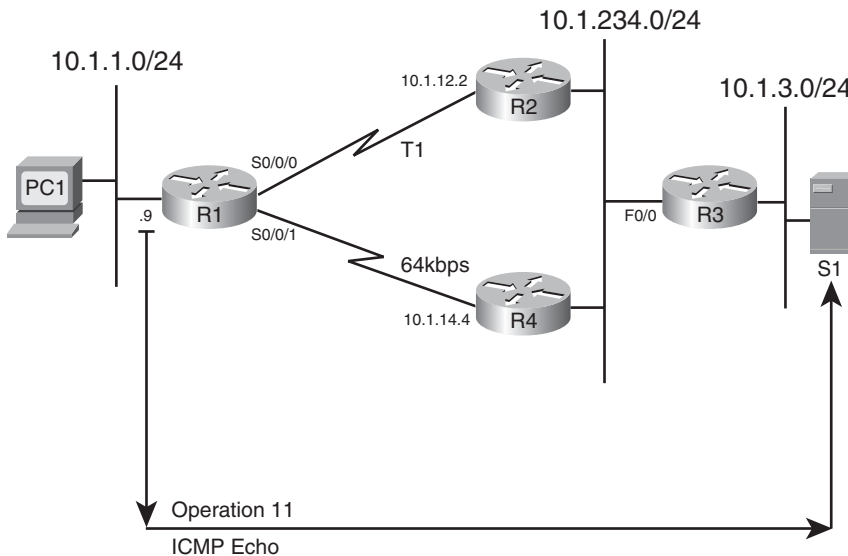 10.1.234.0/24
10.1.1.0/24
10.1.3.0/24
10.1.12.2
R2
T1
S0/0/0
PC1
R1
.9
S0/0/1
F0/0
R3
S1
64kbps
10.1.14.4
R4
Operation 11
ICMP Echo